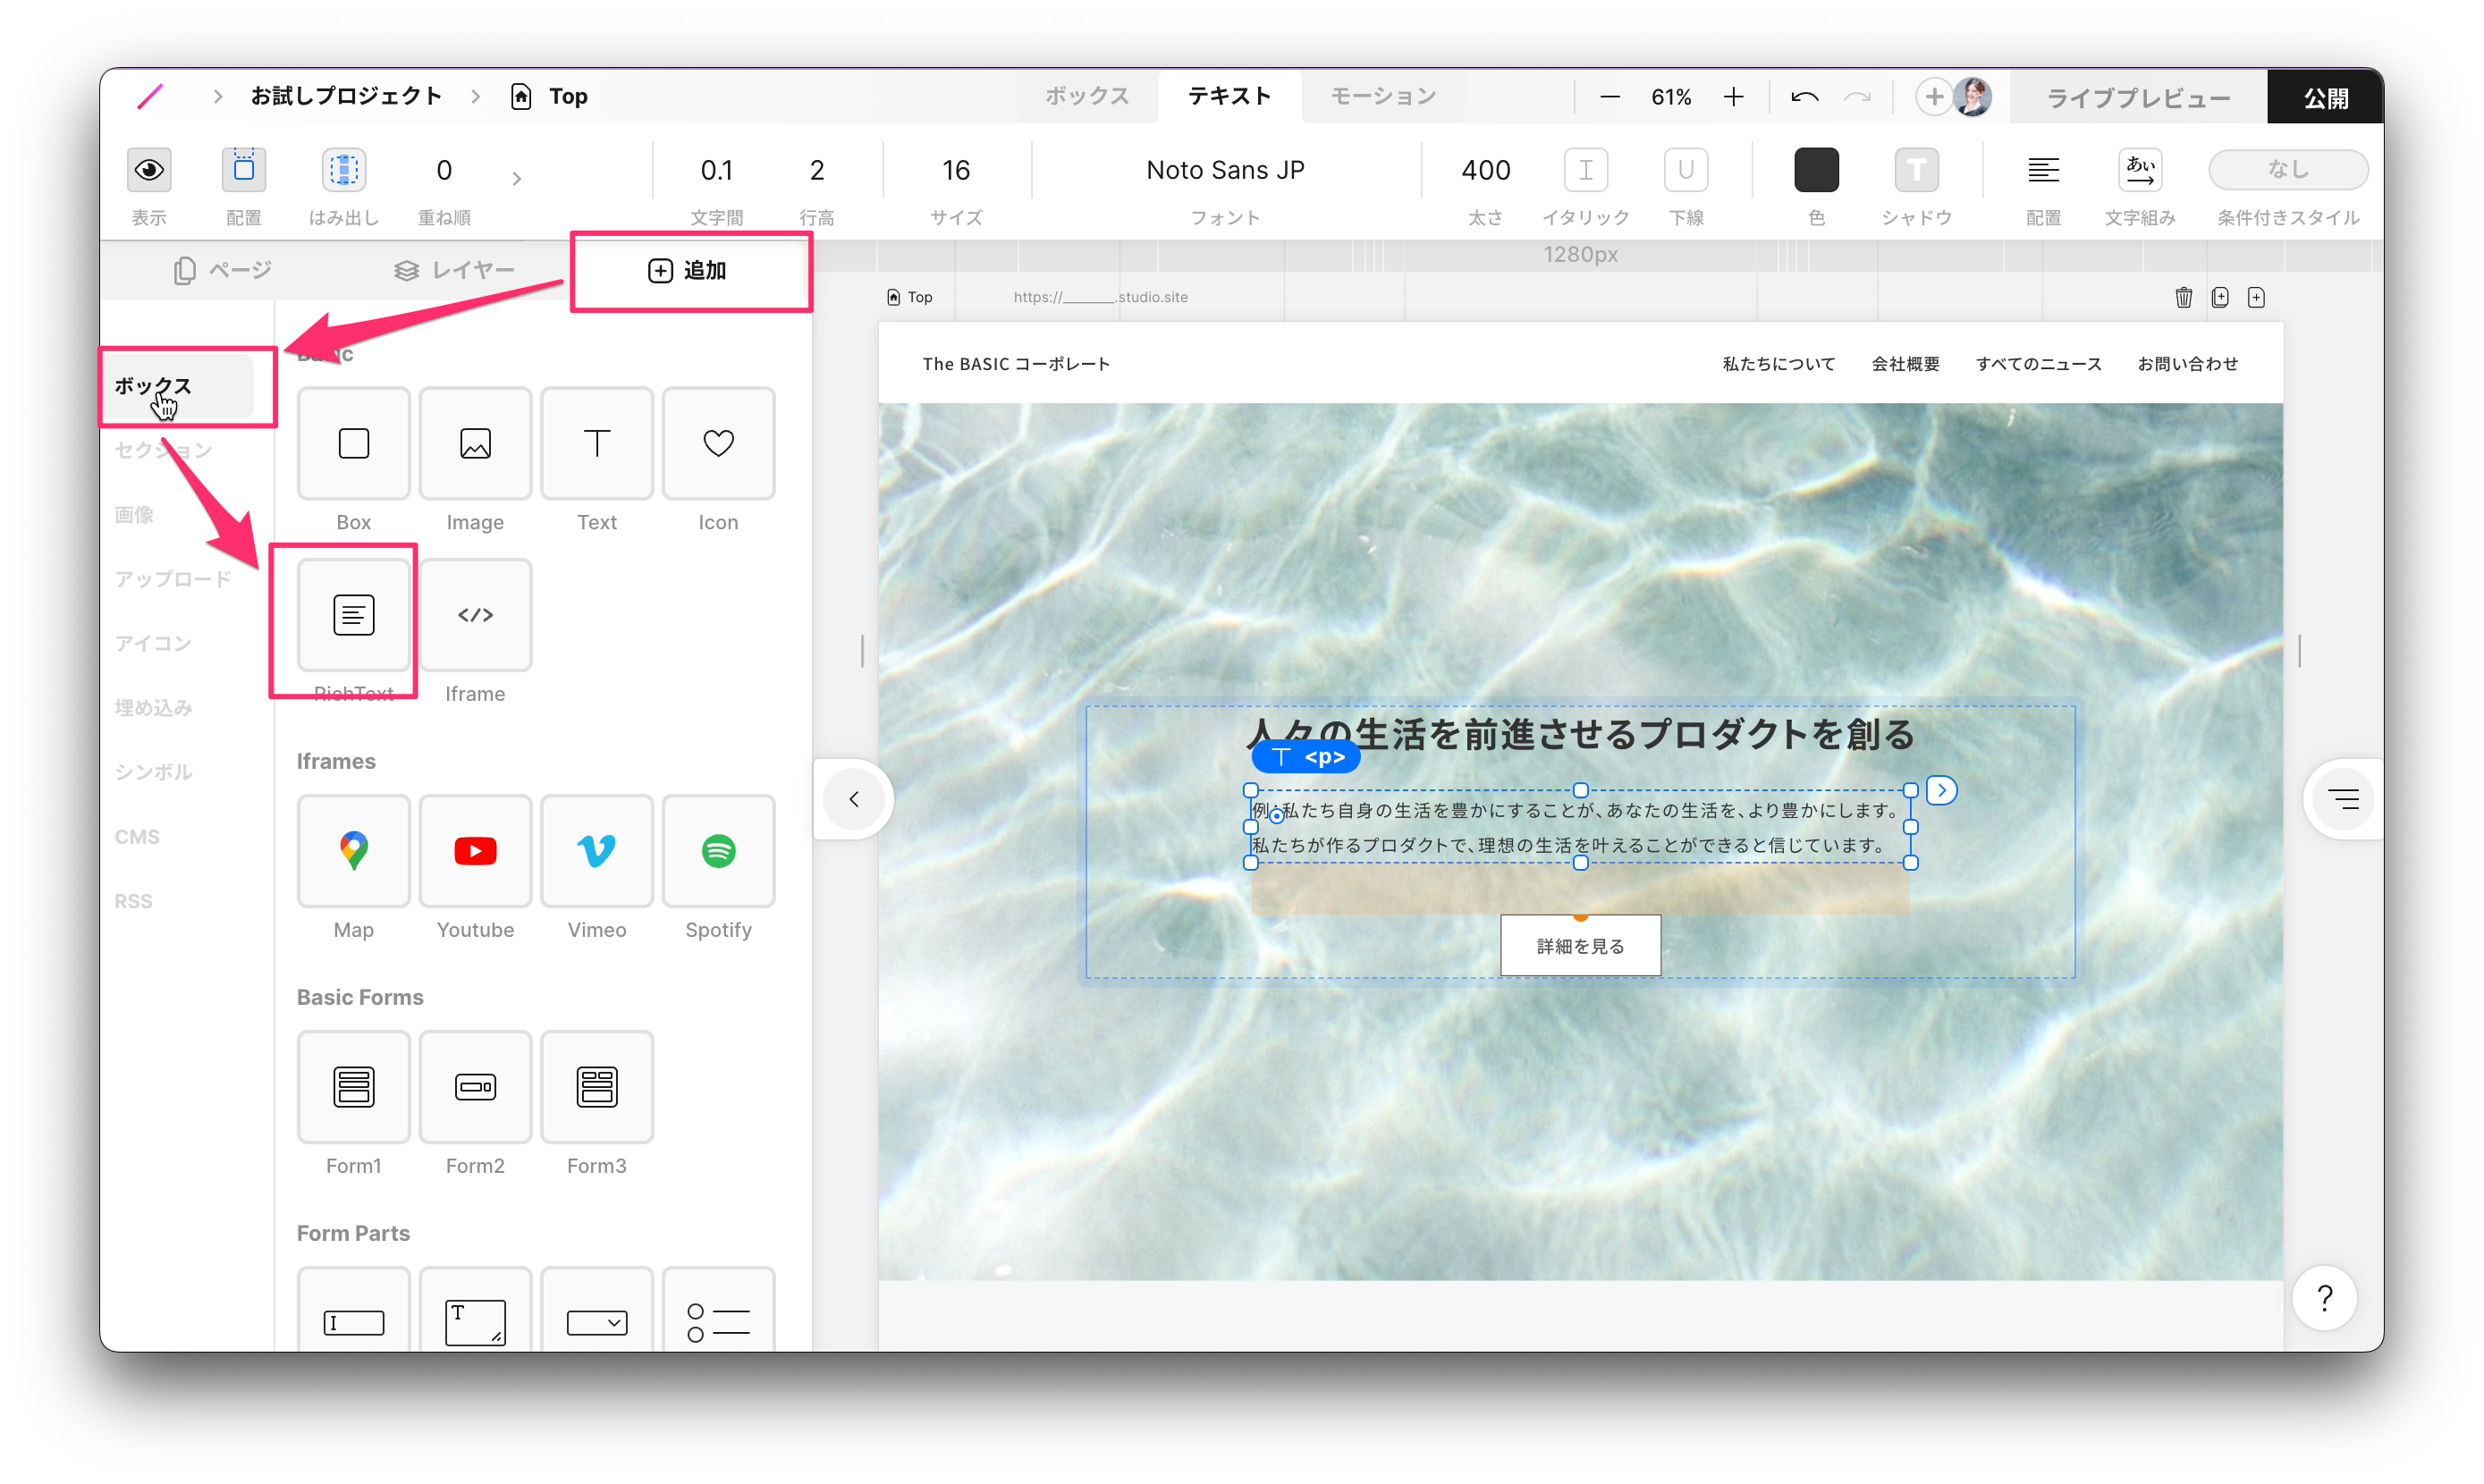 お試しプロジェクト
Top
ボックス
テキスト
モーション
61%
ライブプレビュー
公開
0
0.1
2
16
Noto Sans JP
400
I
U
T
あい
なし
表示
配置
はみ出し
重ね順
文字間
行高
サイズ
フォント
太さ
イタリック
下線
色
シャドウ
配置
文字組み
条件付きスタイル
ページ
レイヤー
追加
1280px
Top
https://________.studio.site
ボックス
セクション
画像
アップロード
アイコン
埋め込み
シンボル
CMS
RSS
Basic
Box
Image
Text
Icon
RichText
Iframe
Iframes
Map
Youtube
Vimeo
Spotify
Basic Forms
Form1
Form2
Form3
Form Parts
The BASIC コーポレート
私たちについて
会社概要
すべてのニュース
お問い合わせ
人々の生活を前進させるプロダクトを創る
T <p>
例：私たち自身の生活を豊かにすることが、あなたの生活を、より豊かにします。
私たちが作るプロダクトで、理想の生活を叶えることができると信じています。
詳細を見る
?